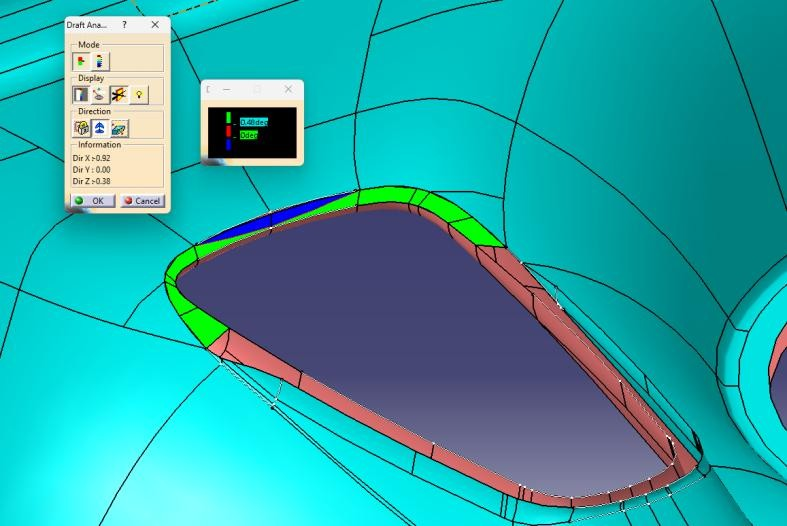 Draft Ana... ? ×
Mode
Display
Direction
Information
Dir X :-0.92
Dir Y : 0.00
Dir Z :-0.38
OK Cancel
0.48deg
0deg